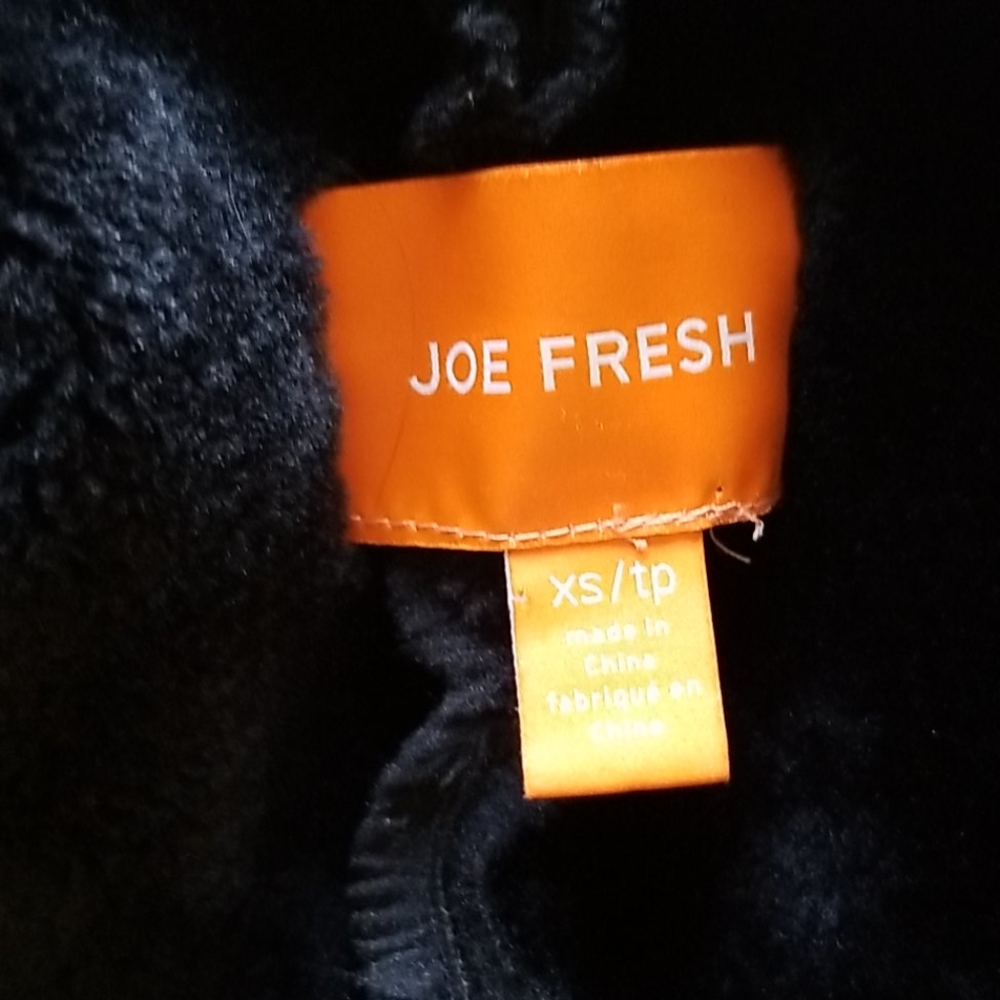 JOE FRESH
xs/tp
made in
China
fabriqué en
Chine